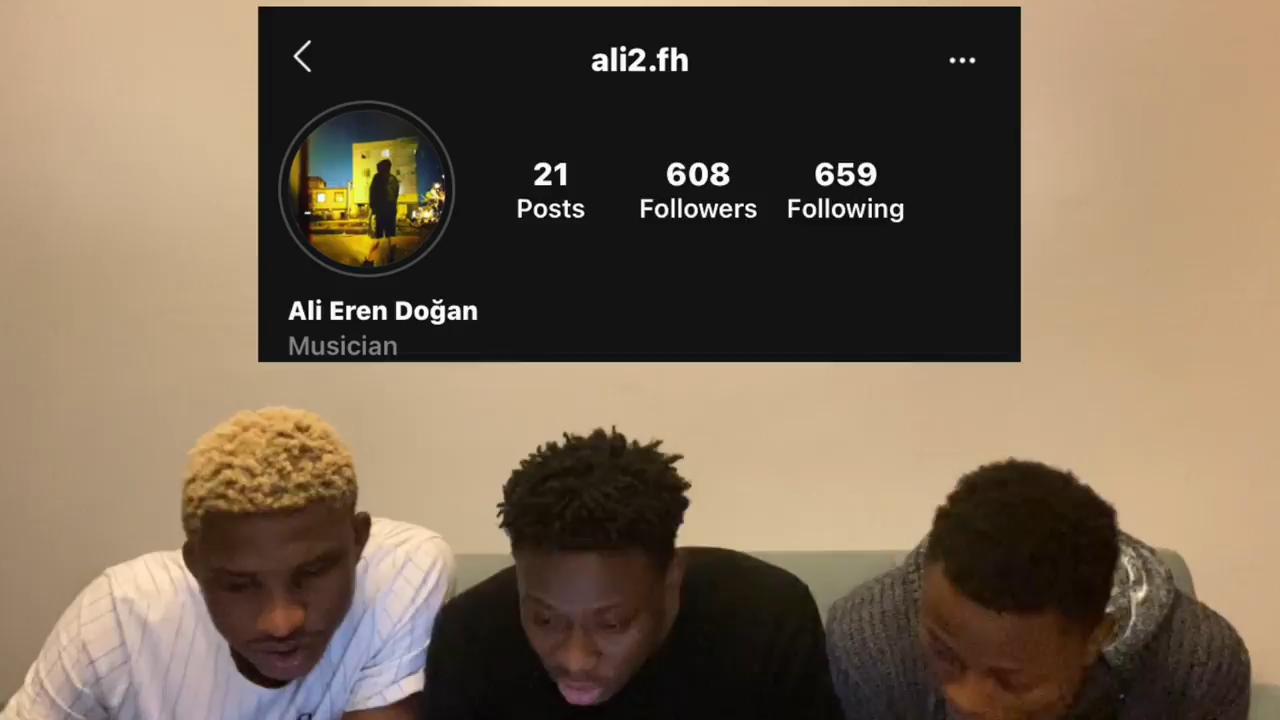 ali2.fh
21 608 659
Posts Followers Following
Ali Eren Doğan
Musician